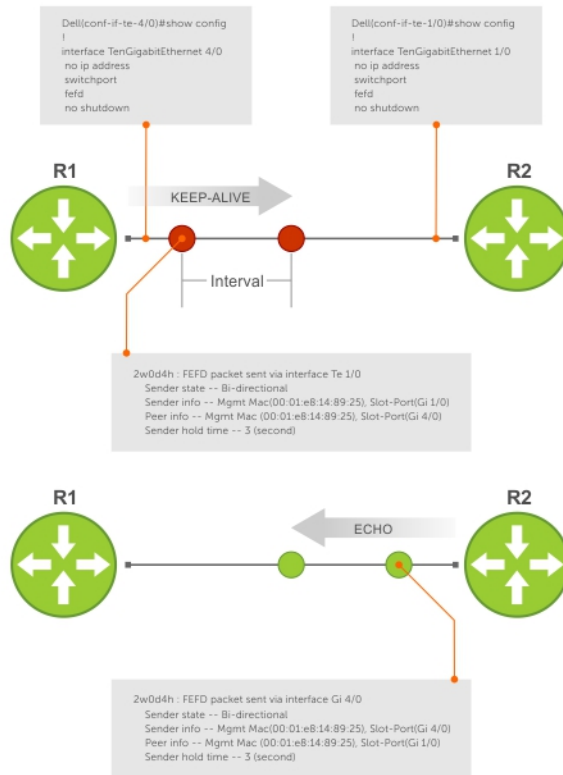 Dell(conf-if-te-4/0)#show config
!
interface TenGigabitEthernet 4/0
no ip address
switchport
fefd
no shutdown
Dell(conf-if-te-1/0)#show config
!
interface TenGigabitEthernet 1/0
no ip address
switchport
fefd
no shutdown
R1
R2
KEEP-ALIVE
Interval
2w0d4h : FEFD packet sent via interface Te 1/0
Sender state -- Bi-directional
Sender info -- Mgmt Mac(00:01:e8:14:89:25), Slot-Port(Gi 1/0)
Peer info -- Mgmt Mac (00:01:e8:14:89:25), Slot-Port(Gi 4/0)
Sender hold time -- 3 (second)
R1
R2
ECHO
2w0d4h : FEFD packet sent via interface Gi 4/0
Sender state -- Bi-directional
Sender info -- Mgmt Mac(00:01:e8:14:89:25), Slot-Port(Gi 4/0)
Peer info -- Mgmt Mac (00:01:e8:14:89:25), Slot-Port(Gi 1/0)
Sender hold time -- 3 (second)